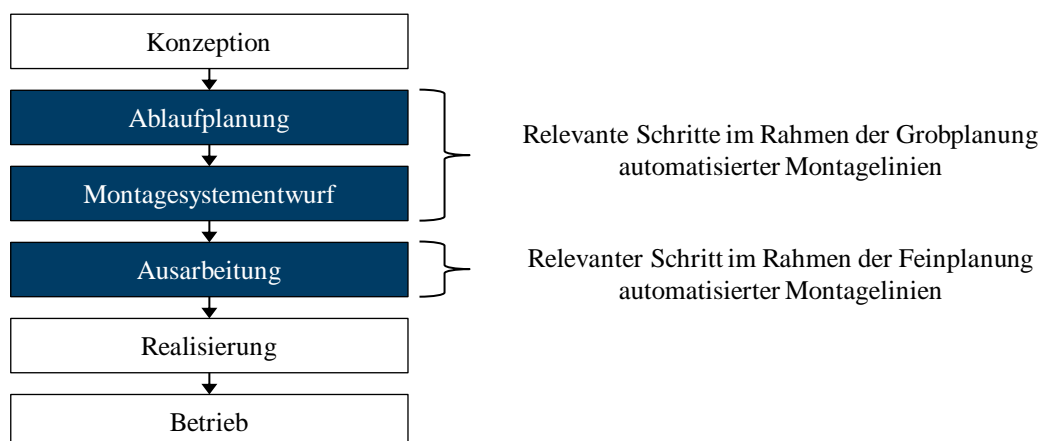 Konzeption
Ablaufplanung
Montagesystementwurf
Relevante Schritte im Rahmen der Grobplanung
automatisierter Montagelinien
Ausarbeitung
Relevanter Schritt im Rahmen der Feinplanung
automatisierter Montagelinien
Realisierung
Betrieb